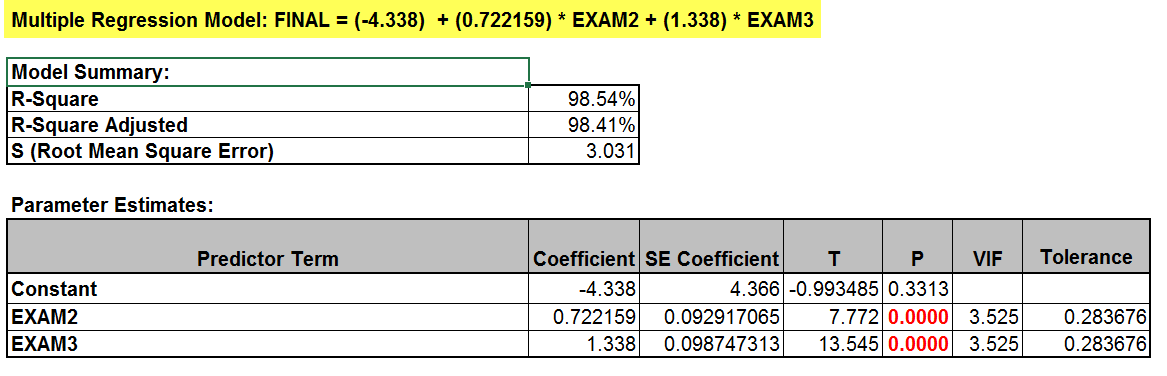 Multiple Regression Model: FINAL = (-4.338) + (0.722159) * EXAM2 + (1.338) * EXAM3
Model Summary:
R-Square 98.54%
R-Square Adjusted 98.41%
S (Root Mean Square Error) 3.031
Parameter Estimates:
Predictor Term Coefficient SE Coefficient T P VIF Tolerance
Constant -4.338 4.366 -0.993485 0.3313
EXAM2 0.722159 0.092917065 7.772 0.0000 3.525 0.283676
EXAM3 1.338 0.098747313 13.545 0.0000 3.525 0.283676